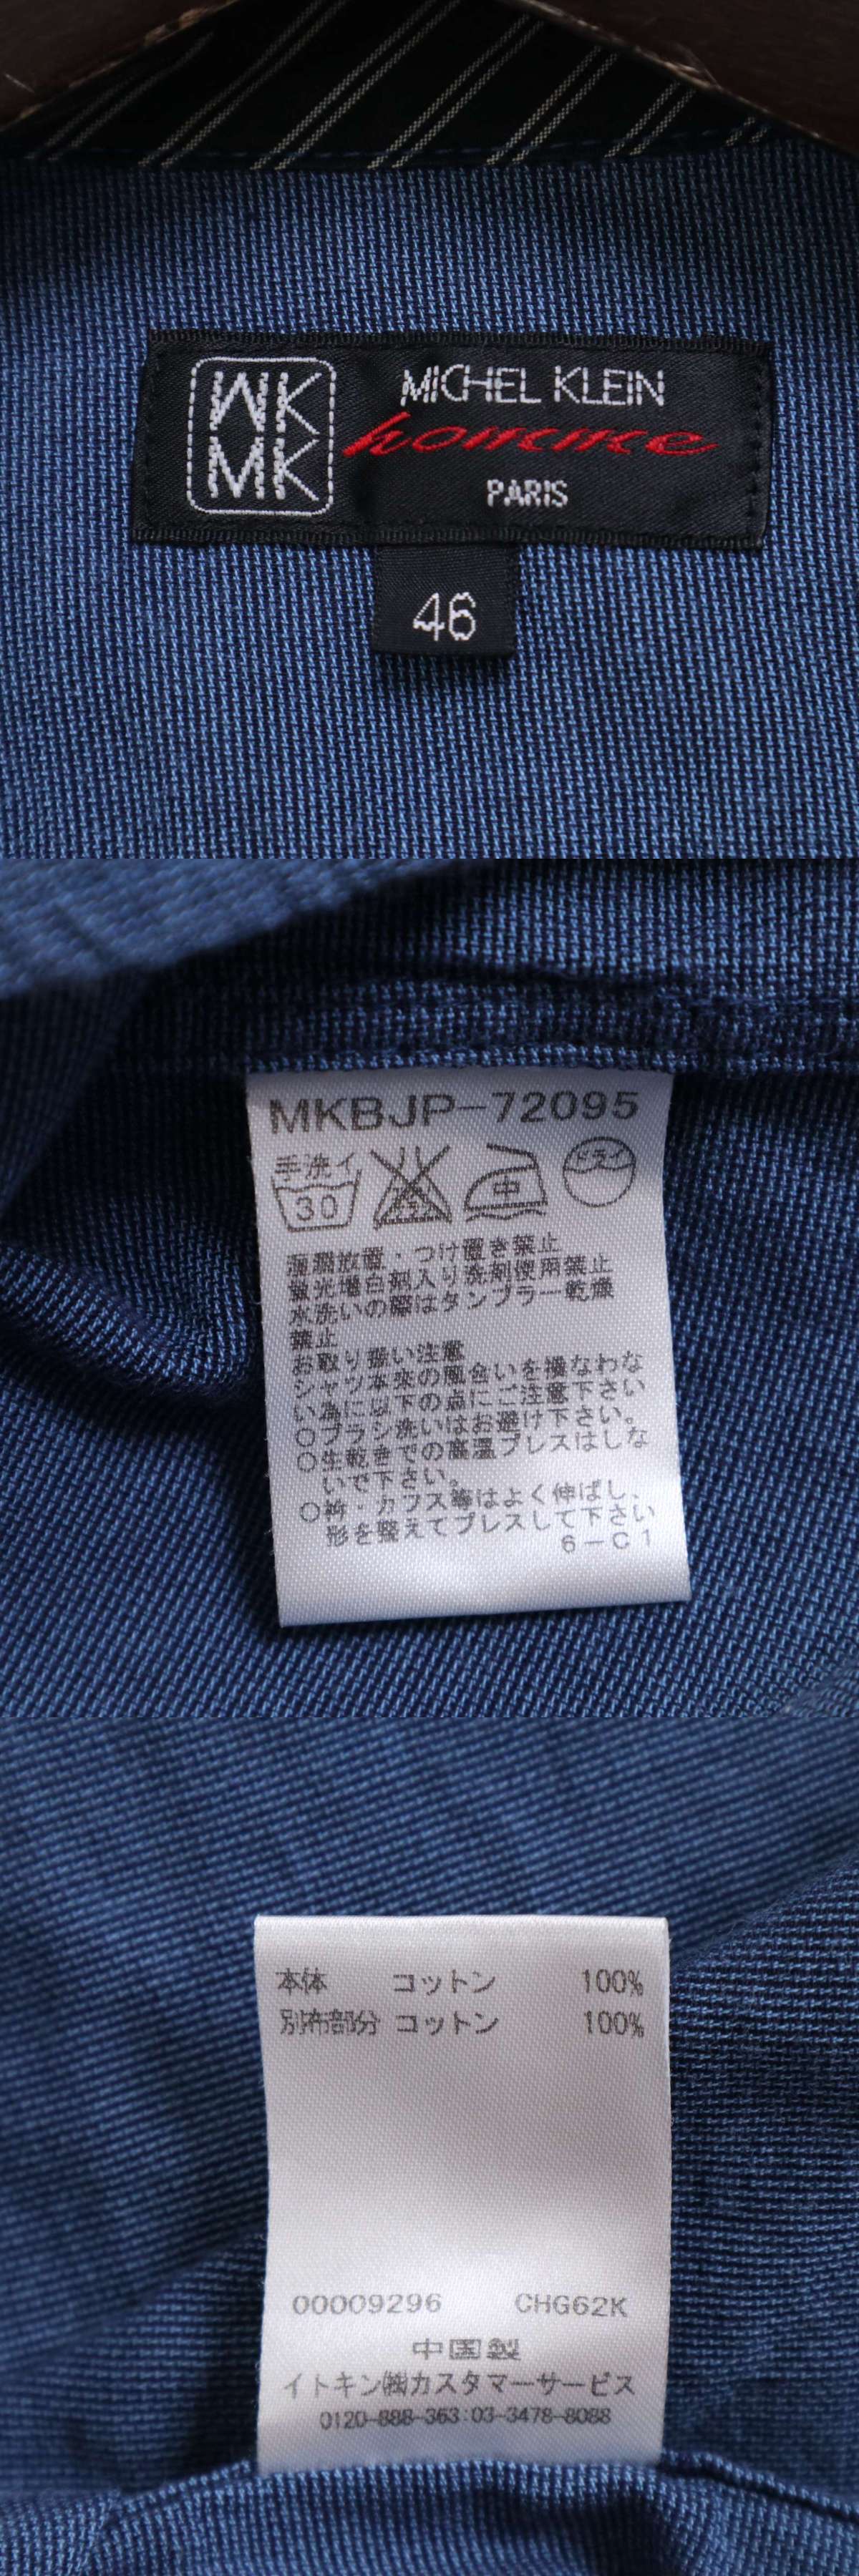 MK
MK
MICHEL KLEIN
homme
PARIS
46
MKBJP-72095
手洗イ
30
中
ドライ
濡潤放置・つけ置き禁止
蛍光増白剤入り洗剤使用禁止
水洗いの際はタンブラー乾燥
禁止
お取り扱い注意
シャツ本来の風合いを損なわな
い為に以下の点にご注意下さい
○ブラシ洗いはお避け下さい。
○生乾きでの高温プレスはしな
いで下さい。
○衿・カフス等はよく伸ばし、
形を整えてプレスして下さい
6-C1
本体 コットン 100%
別布部分 コットン 100%
00009296 CHG62K
中国製
イトキン㈱カスタマーサービス
0120-888-363:03-3478-8088